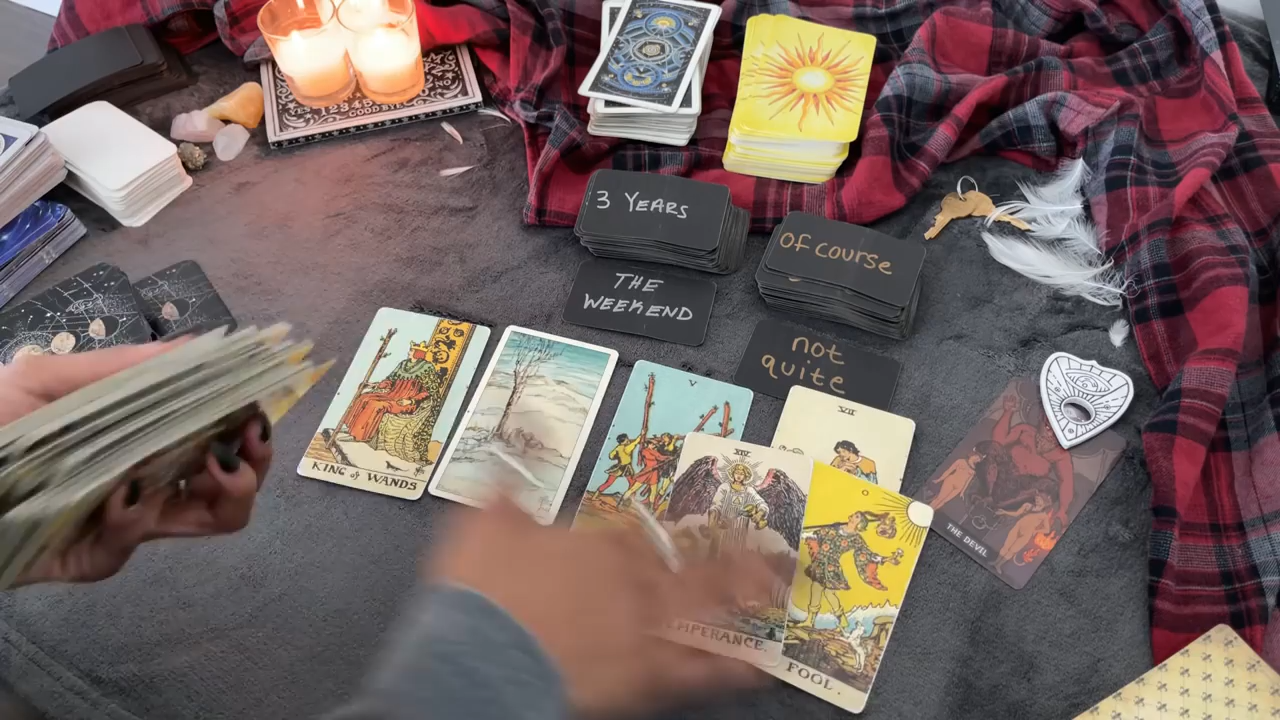 3 YEARS
Of course
THE
WEEKEND
not
quite
KING of WANDS
V
VII
XIV
TEMPERANCE.
FOOL.
THE DEVIL